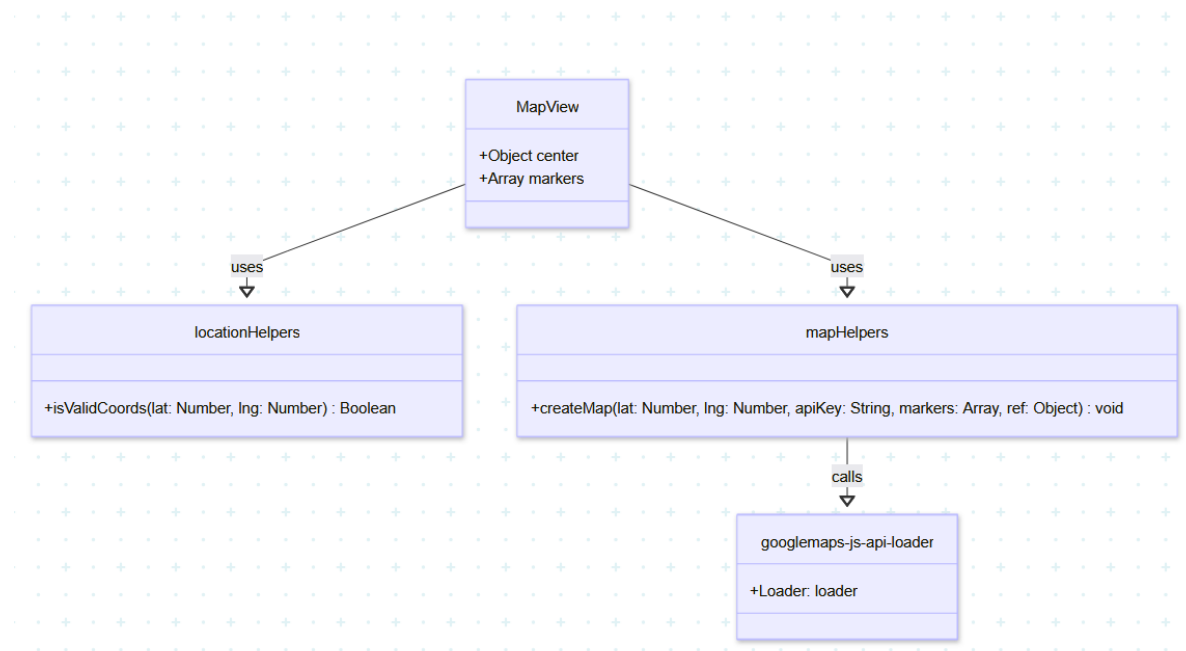 MapView
+Object center
+Array markers
uses
uses
locationHelpers
+isValidCoords(lat: Number, lng: Number) : Boolean
mapHelpers
+createMap(lat: Number, lng: Number, apiKey: String, markers: Array, ref: Object) : void
calls
googlemaps-js-api-loader
+Loader: loader